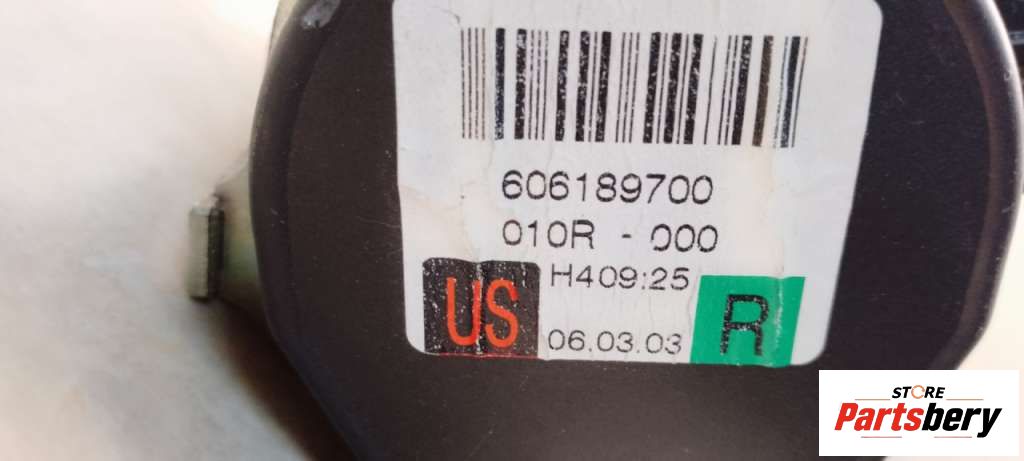 606189700
010R - 000
H409:25
US
06.03.03
R
STORE
Partsbery